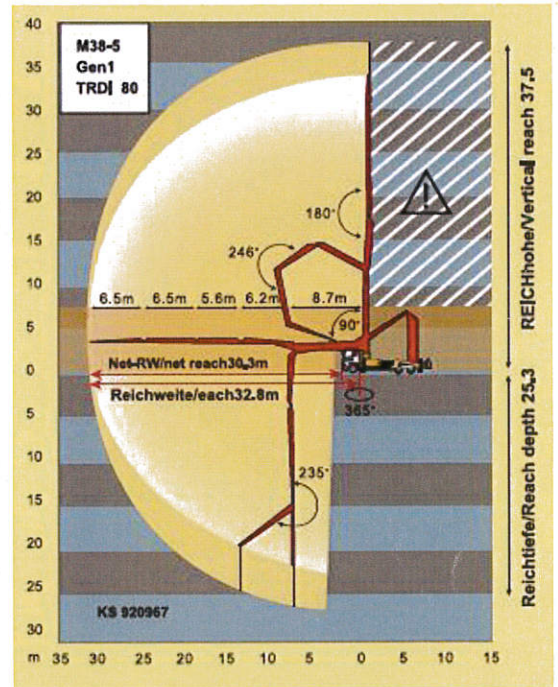 40
M38-5
Gen1
TRDI 80
35
30
25
20
15
10
5
0
5
10
15
20
25
30
180°
246°
6.5m 6.5m 5.6m 6.2m 8.7m
90°
Net-RW/net reach30.3m
Reichweite/each32.8m
365°
235°
KS 920967
m 35 30 25 20 15 10 5 0 5 10 15
REICHhohe/Vertical reach 37.5
Reichtiefe/Reach depth 25.3